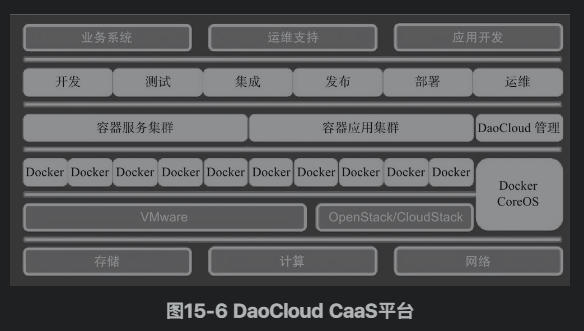 业务系统 运维支持 应用开发
开发 测试 集成 发布 部署 运维
容器服务集群 容器应用集群 DaoCloud 管理
Docker Docker Docker Docker Docker Docker Docker Docker Docker Docker
Docker
CoreOS
VMware OpenStack/CloudStack
存储 计算 网络
图15-6 DaoCloud CaaS平台